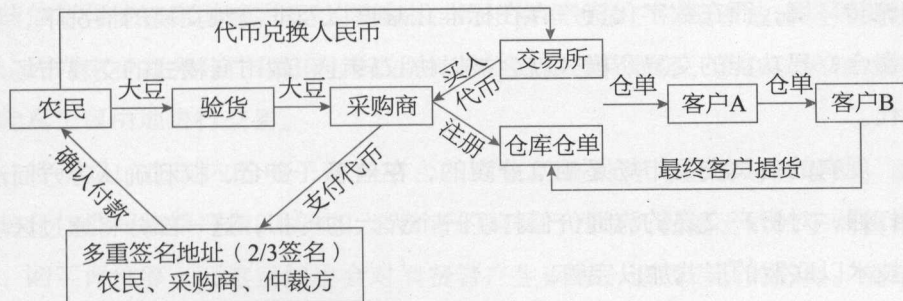 代币兑换人民币
买入
代币
交易所
农民
大豆
验货
大豆
采购商
仓单
客户A
仓单
客户B
注册
仓库仓单
确认付款
支付代币
最终客户提货
多重签名地址（2/3签名）
农民、采购商、仲裁方